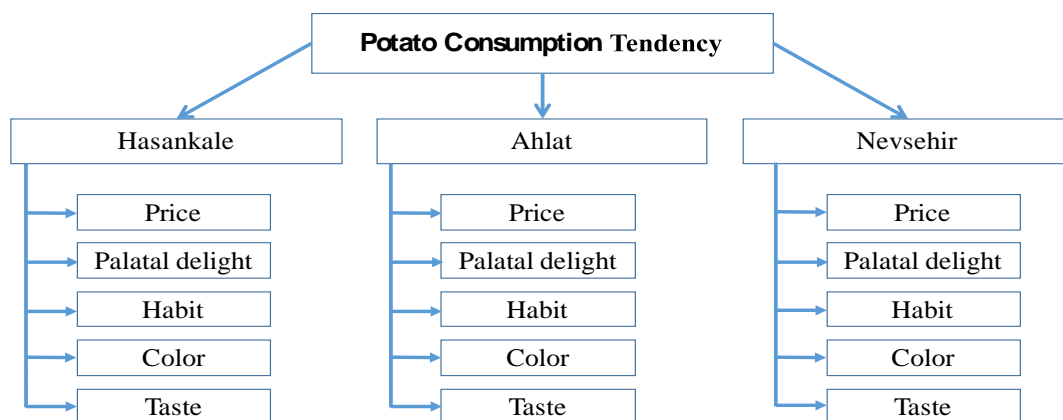 Potato Consumption Tendency
Hasankale
Ahlat
Nevsehir
Price
Price
Price
Palatal delight
Palatal delight
Palatal delight
Habit
Habit
Habit
Color
Color
Color
Taste
Taste
Taste